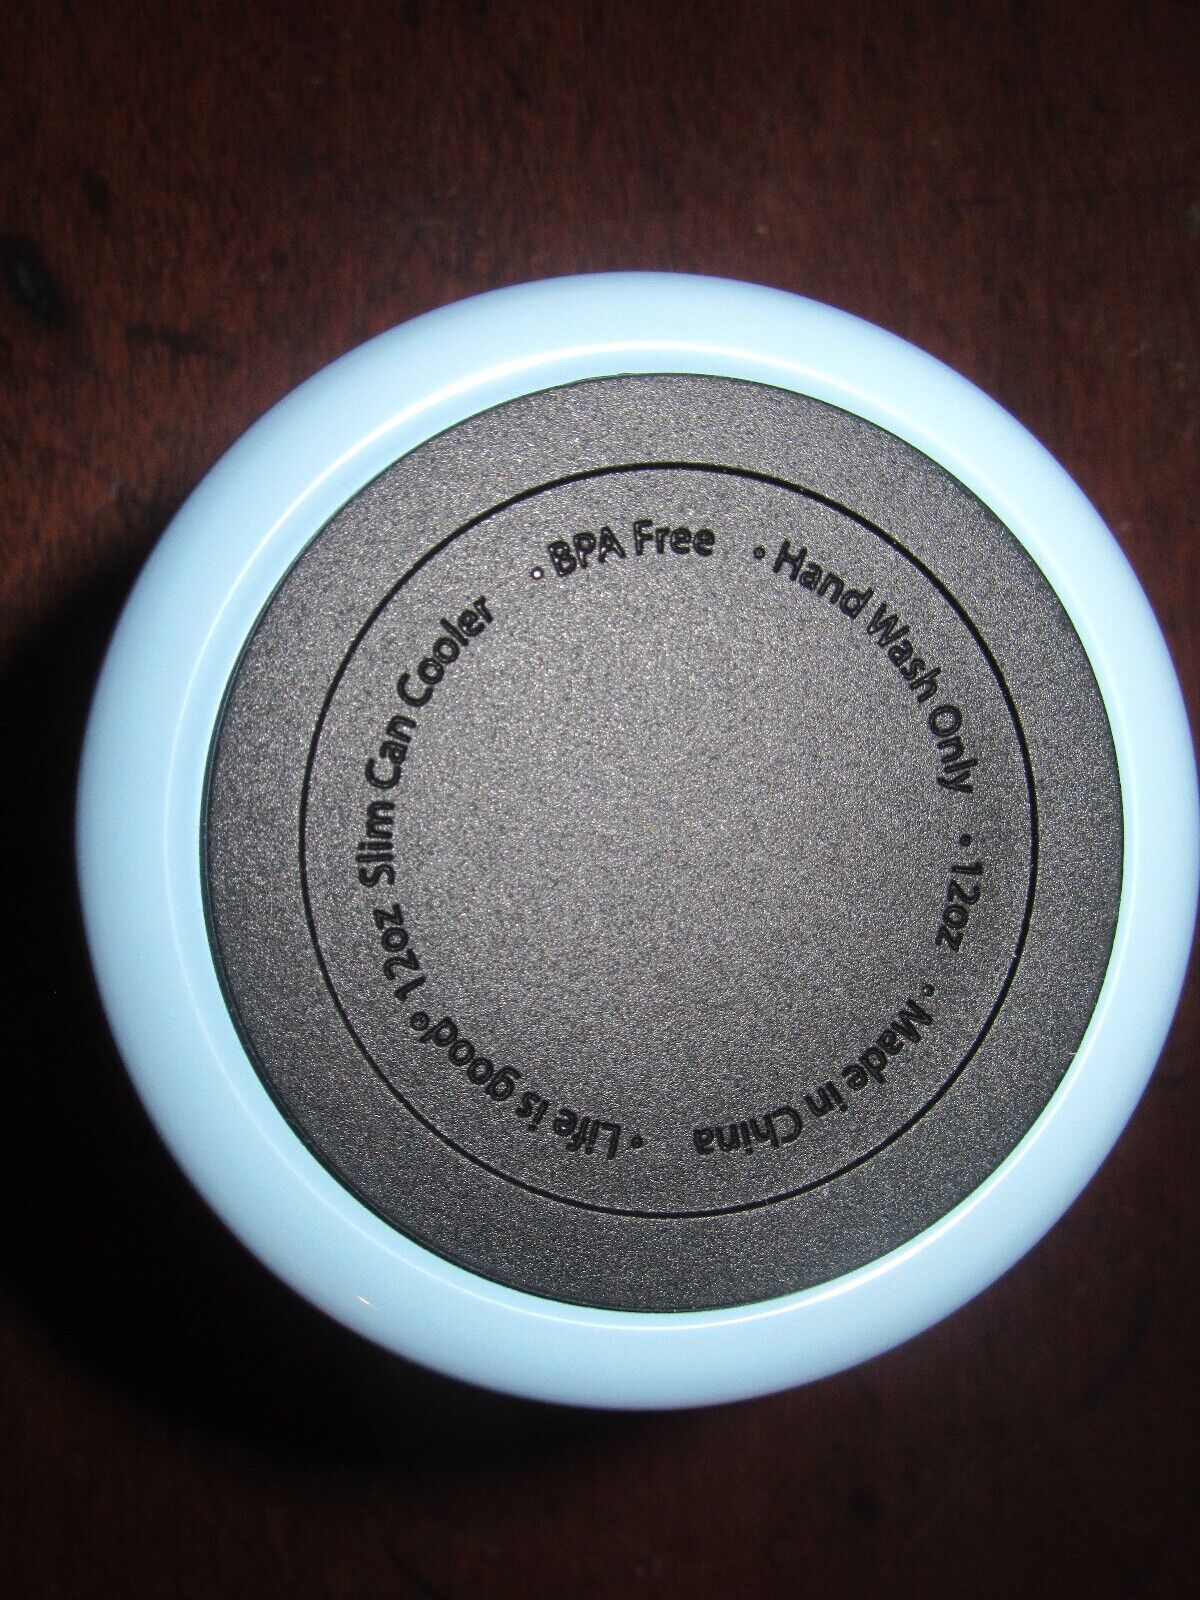 • Life is good® 12oz Slim Can Cooler • BPA Free • Hand Wash Only • 12oz • Made in China